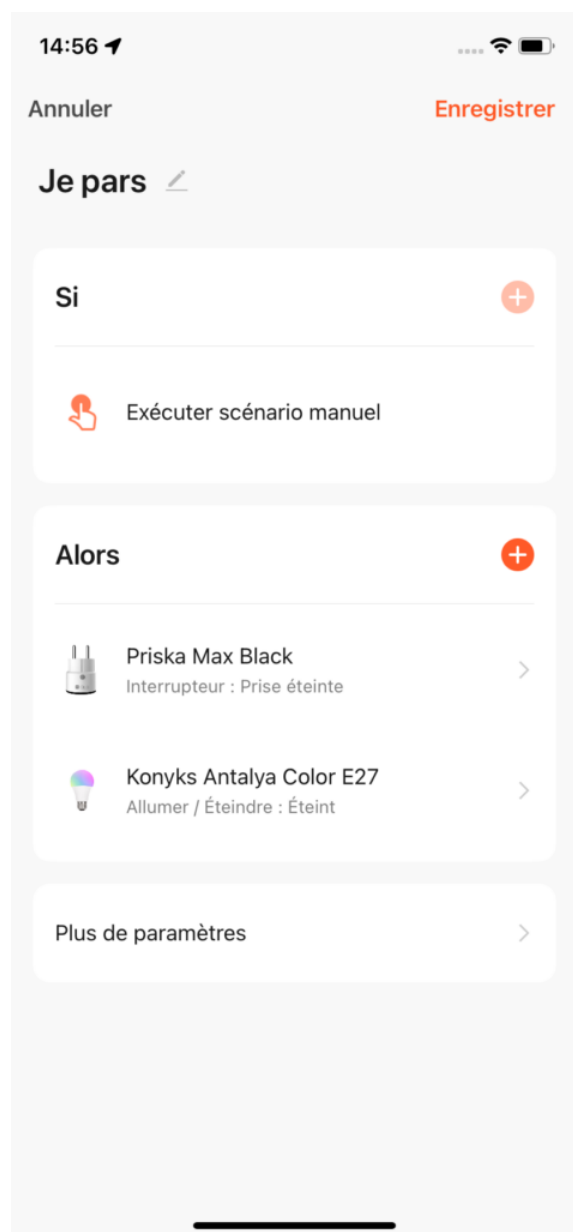 14:56
Annuler
Enregistrer
Je pars
Si
Exécuter scénario manuel
Alors
Priska Max Black
Interrupteur : Prise éteinte
Konyks Antalya Color E27
Allumer / Éteindre : Éteint
Plus de paramètres